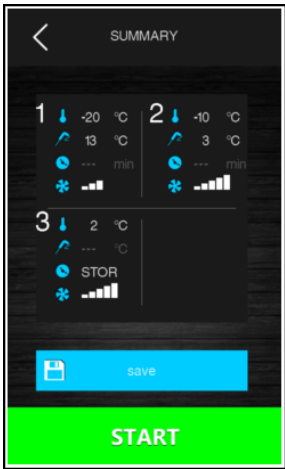 SUMMARY
1 -20 °C
13 °C
--- min
2 -10 °C
3 °C
--- min
3 2 °C
--- °C
STOR
save
START